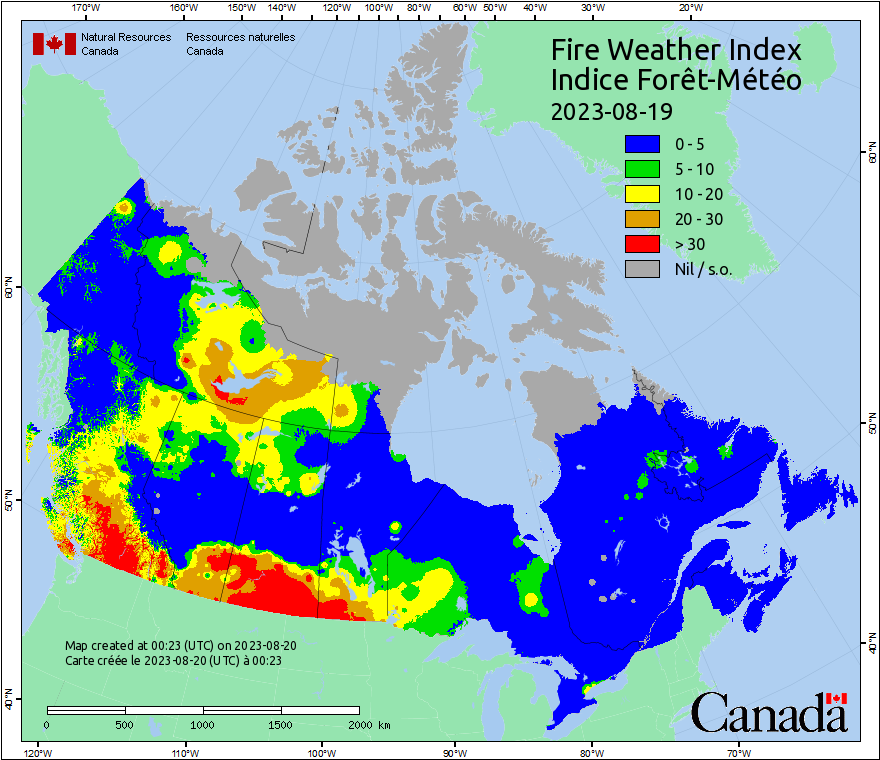 170°W 160°W 150°W 140°W 120°W 100°W 80°W 60°W 50°W 40°W 30°W 20°W
Natural Resources Ressources naturelles
Canada Canada
Fire Weather Index
Indice Forêt-Météo
2023-08-19
0 - 5
5 - 10
10 - 20
20 - 30
> 30
Nil / s.o.
60°N 60°N
50°N 50°N
40°N 40°N
Map created at 00:23 (UTC) on 2023-08-20
Carte créée le 2023-08-20 (UTC) à 00:23
0 500 1000 1500 2000 km
Canada
120°W 110°W 100°W 90°W 80°W 70°W